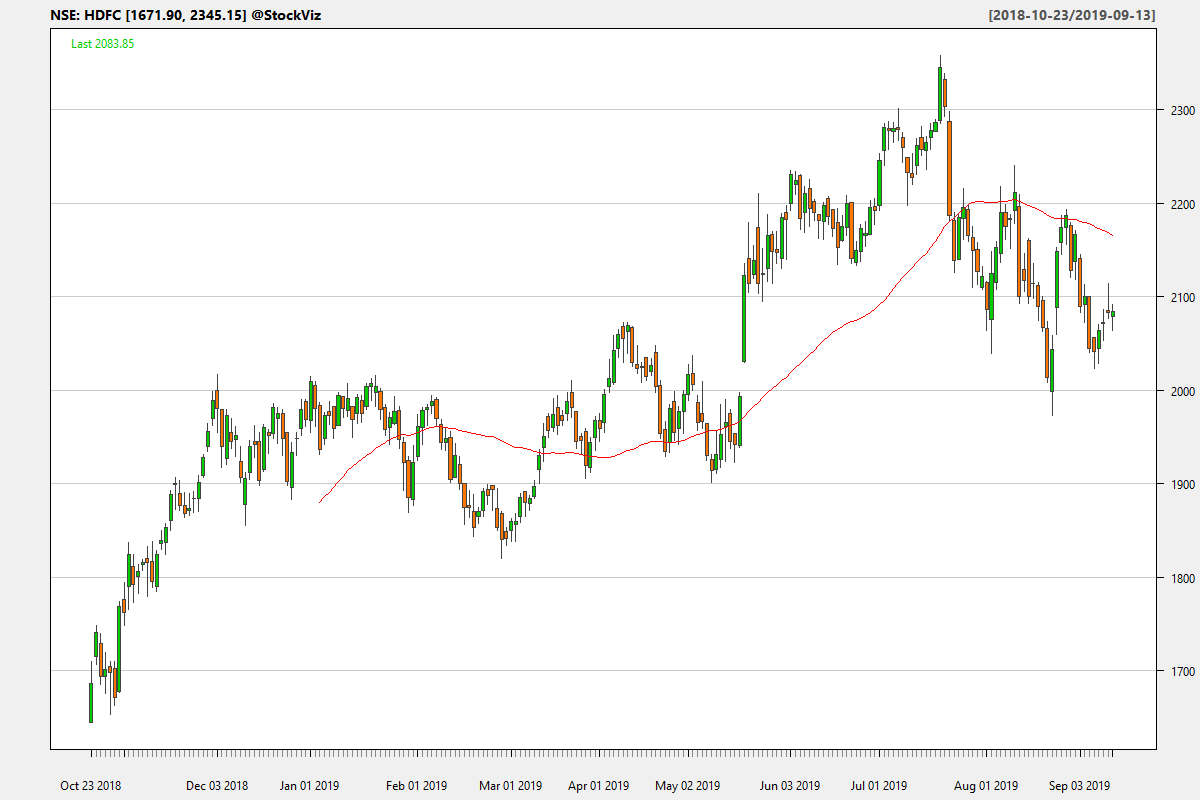 NSE: HDFC [1671.90, 2345.15] @StockViz
[2018-10-23/2019-09-13]
Last 2083.85
2300
2200
2100
2000
1900
1800
1700
Oct 23 2018 Dec 03 2018 Jan 01 2019 Feb 01 2019 Mar 01 2019 Apr 01 2019 May 02 2019 Jun 03 2019 Jul 01 2019 Aug 01 2019 Sep 03 2019